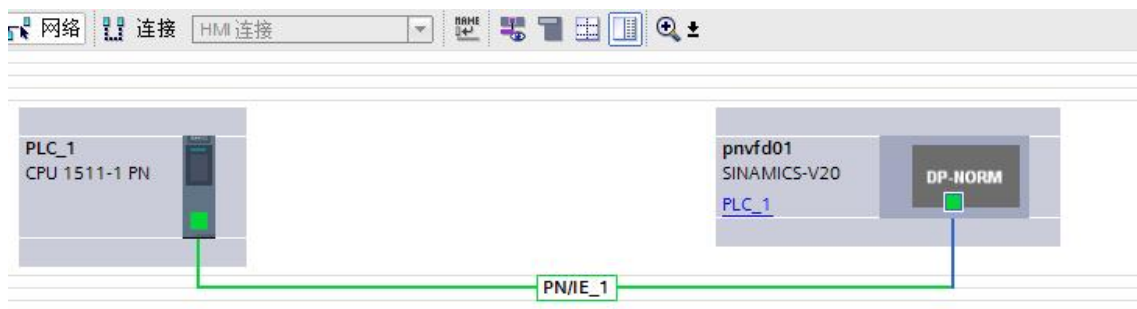 网络 连接 HMI 连接
PLC_1
CPU 1511-1 PN
pnvfd01
SINAMICS-V20
PLC_1
DP-NORM
PN/IE_1